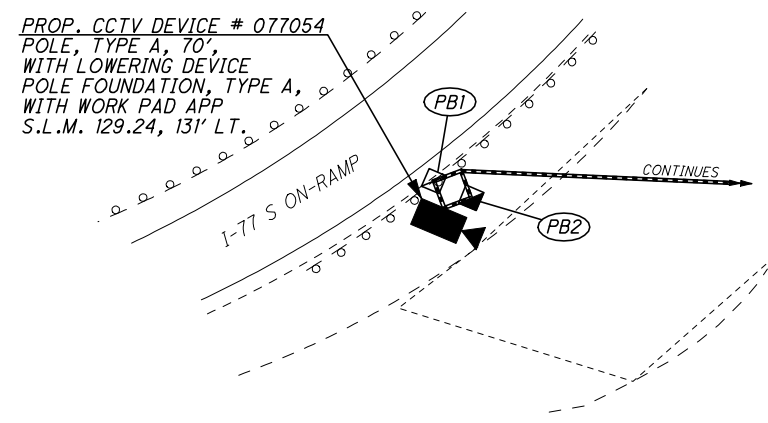 PROP. CCTV DEVICE # 077054
POLE, TYPE A, 70',
WITH LOWERING DEVICE
POLE FOUNDATION, TYPE A,
WITH WORK PAD APP
S.L.M. 129.24, 131' LT.
PB1
CONTINUES
I-77 S ON-RAMP
PB2